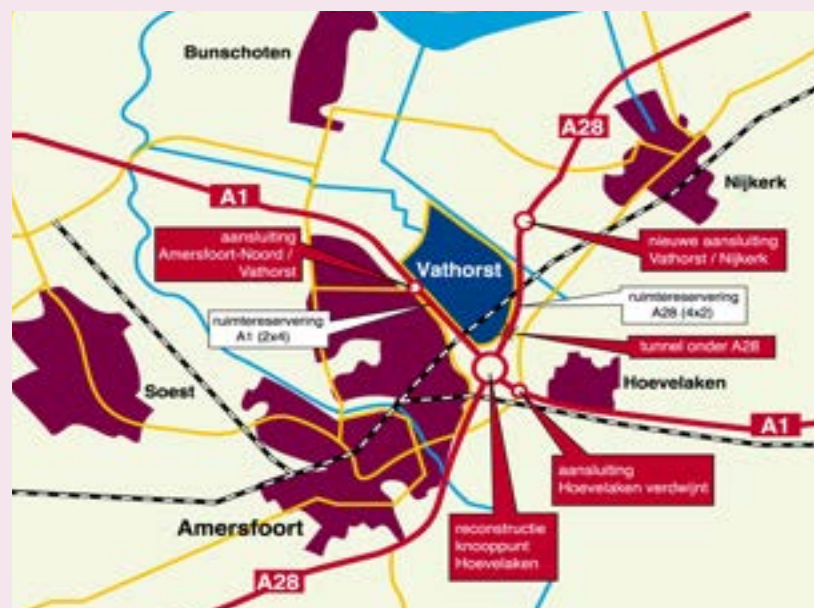 Bunschoten
A28
Nijkerk
A1
aansluiting
Amersfoort-Noord /
Vathorst
Vathorst
nieuwe aansluiting
Vathorst / Nijkerk
ruimtereservering
A1 (2x4)
ruimtereservering
A28 (4x2)
tunnel onder A28
Soest
Hoevelaken
A1
aansluiting
Hoevelaken verdwijnt
Amersfoort
reconstructie
knooppunt
Hoevelaken
A28